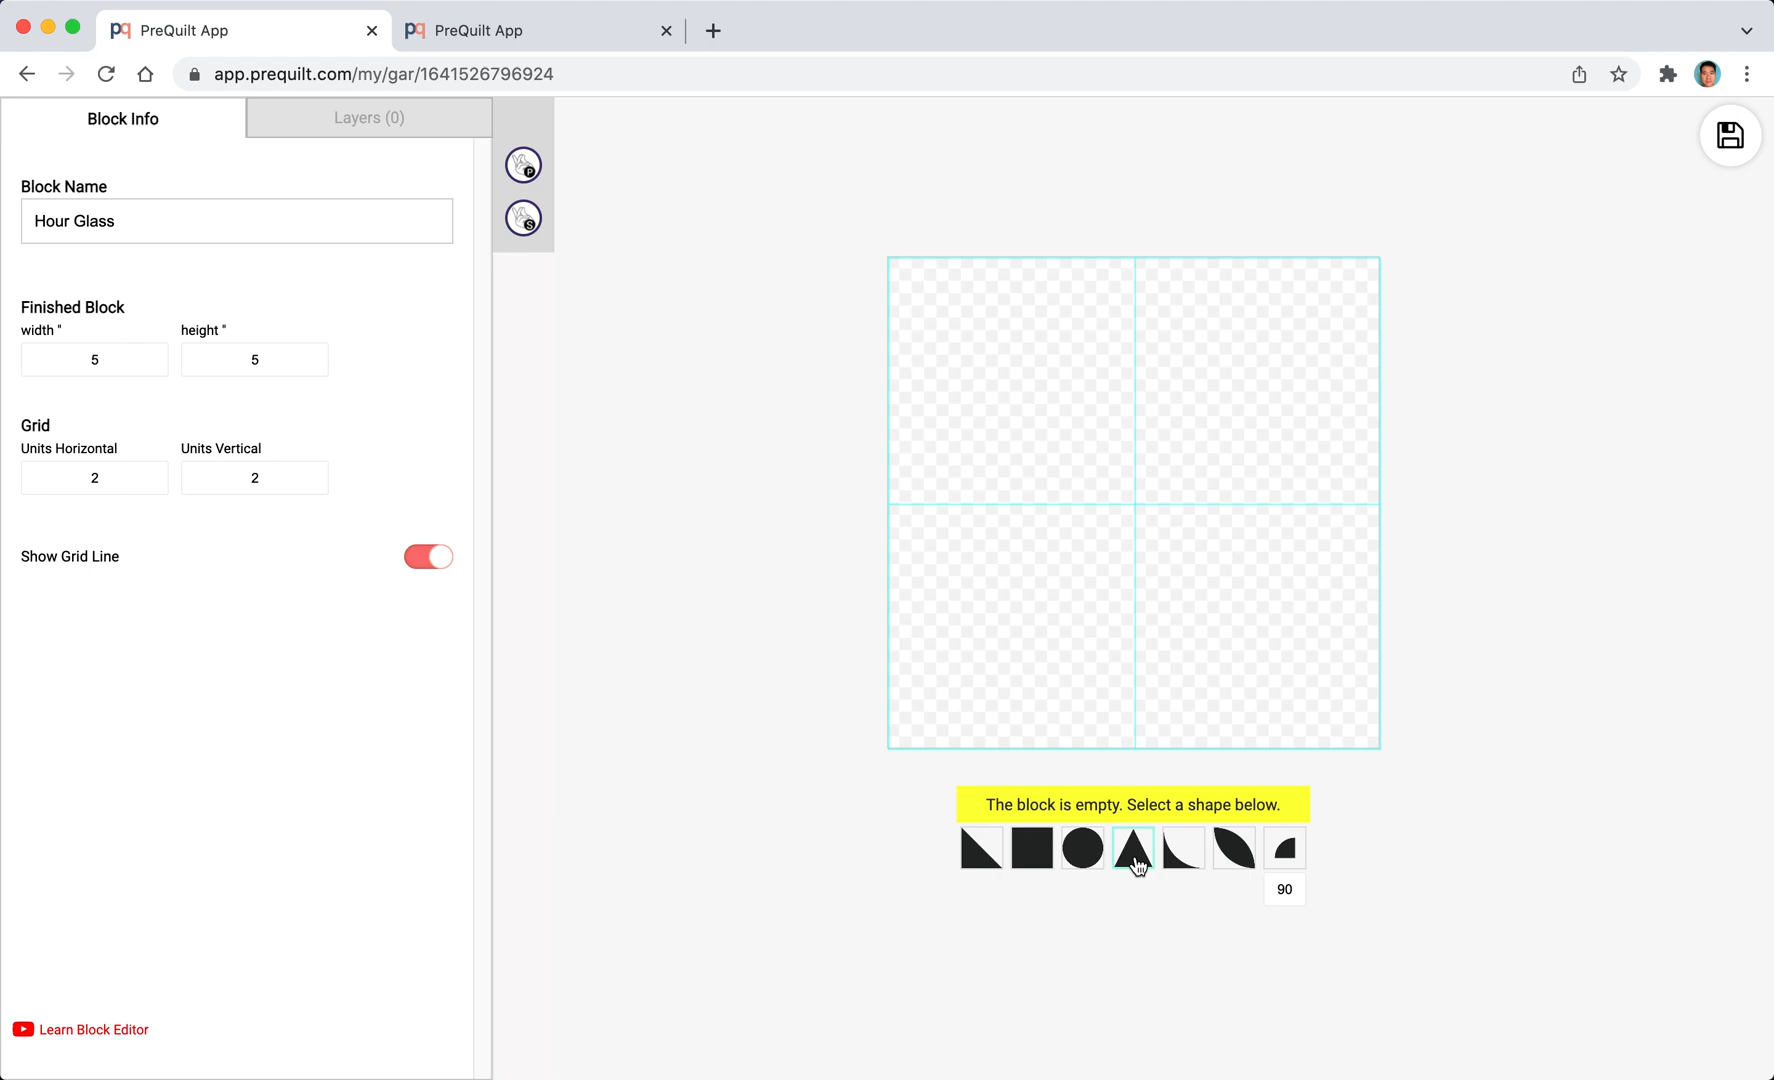 pq PreQuilt App
pq PreQuilt App
app.prequilt.com/my/gar/1641526796924
Block Info
Layers (0)
P
S
Block Name
Hour Glass
Finished Block
width "
height "
5
5
Grid
Units Horizontal
Units Vertical
2
2
Show Grid Line
The block is empty. Select a shape below.
90
Learn Block Editor